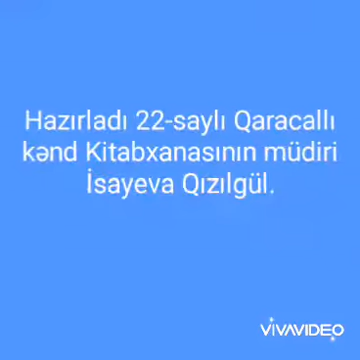 Hazırladı 22-saylı Qaracallı
kənd Kitabxanasının müdiri
İsayeva Qızılgül.
VIVAVIDEO